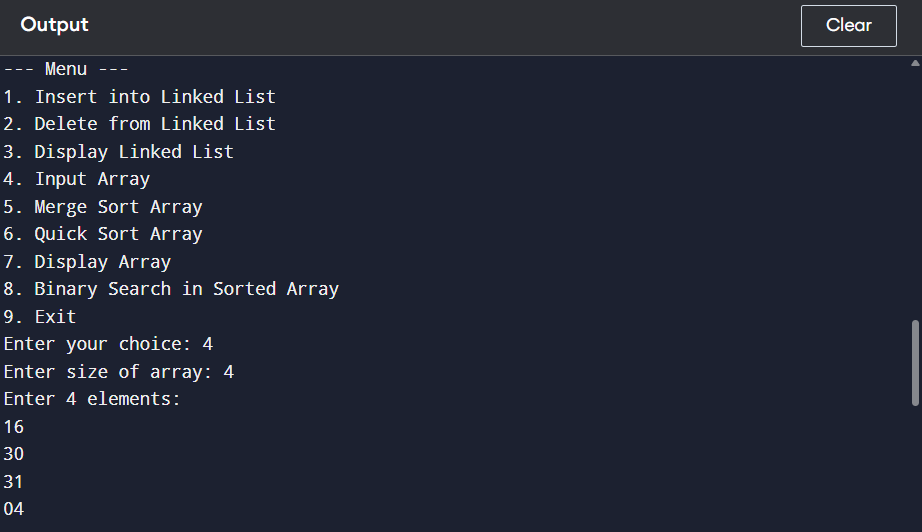 Output
Clear
--- Menu ---
1. Insert into Linked List
2. Delete from Linked List
3. Display Linked List
4. Input Array
5. Merge Sort Array
6. Quick Sort Array
7. Display Array
8. Binary Search in Sorted Array
9. Exit
Enter your choice: 4
Enter size of array: 4
Enter 4 elements:
16
30
31
04